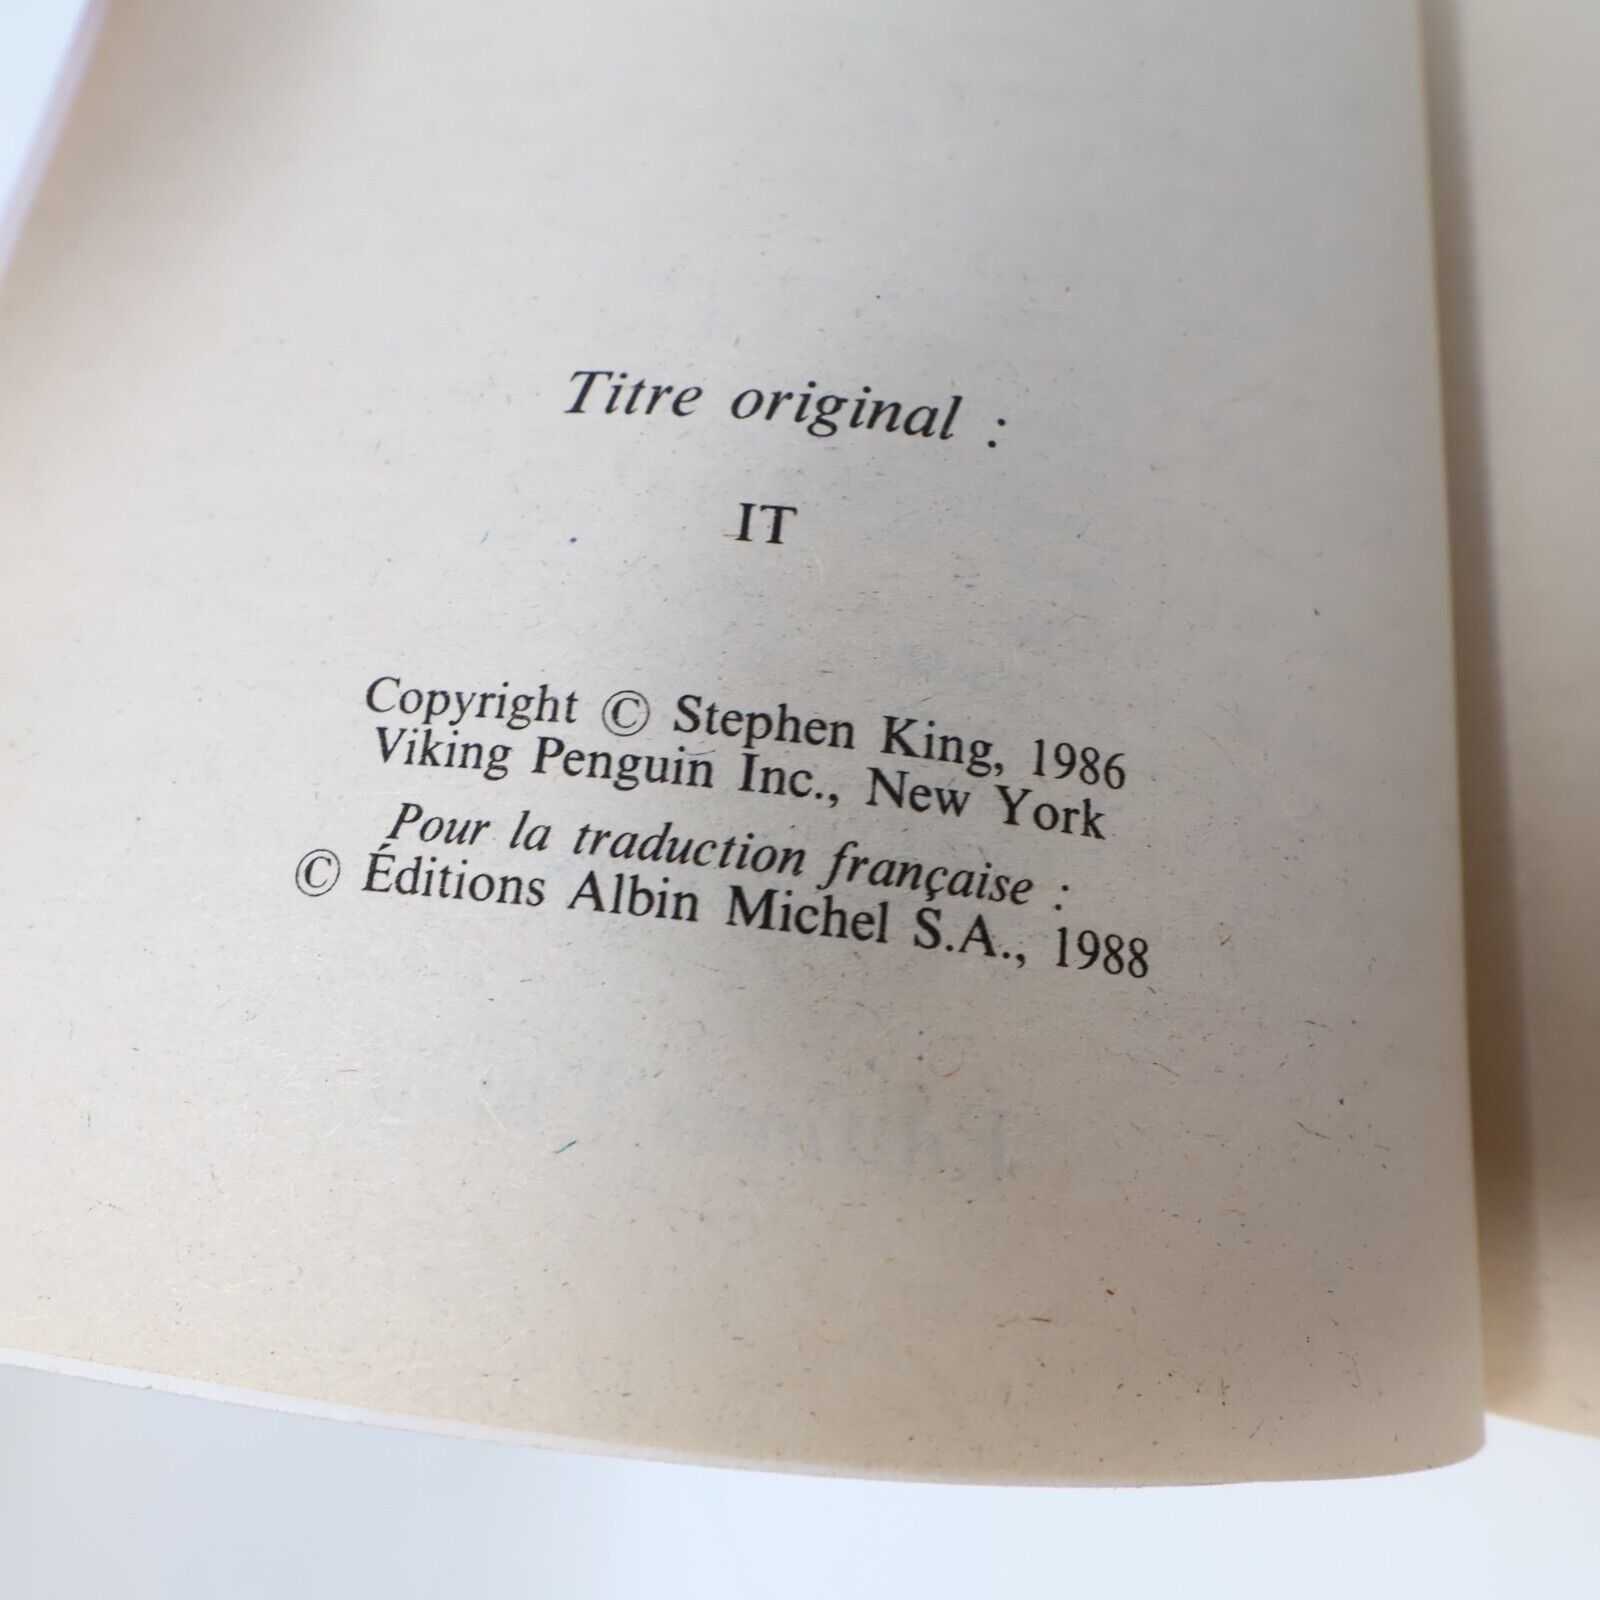 Titre original :
IT
Copyright © Stephen King, 1986
Viking Penguin Inc., New York
Pour la traduction française :
© Éditions Albin Michel S.A., 1988